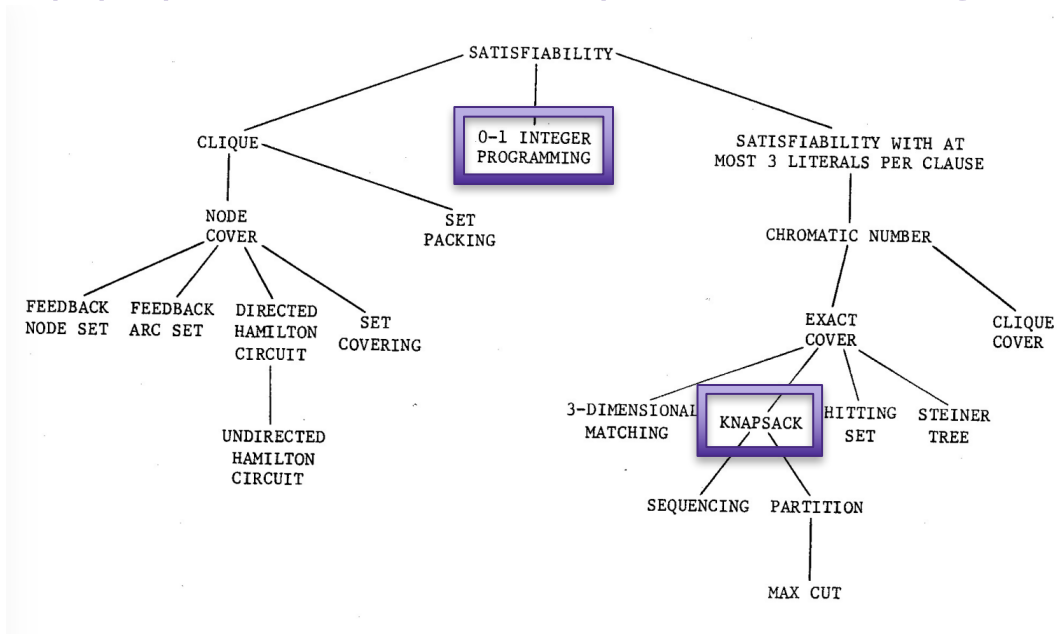 SATISFIABILITY
CLIQUE
0-1 INTEGER
PROGRAMMING
SATISFIABILITY WITH AT
MOST 3 LITERALS PER CLAUSE
NODE
COVER
SET
PACKING
CHROMATIC NUMBER
FEEDBACK
NODE SET
FEEDBACK
ARC SET
DIRECTED
HAMILTON
CIRCUIT
SET
COVERING
EXACT
COVER
CLIQUE
COVER
3-DIMENSIONAL
MATCHING
KNAPSACK
HITTING
SET
STEINER
TREE
UNDIRECTED
HAMILTON
CIRCUIT
SEQUENCING
PARTITION
MAX CUT